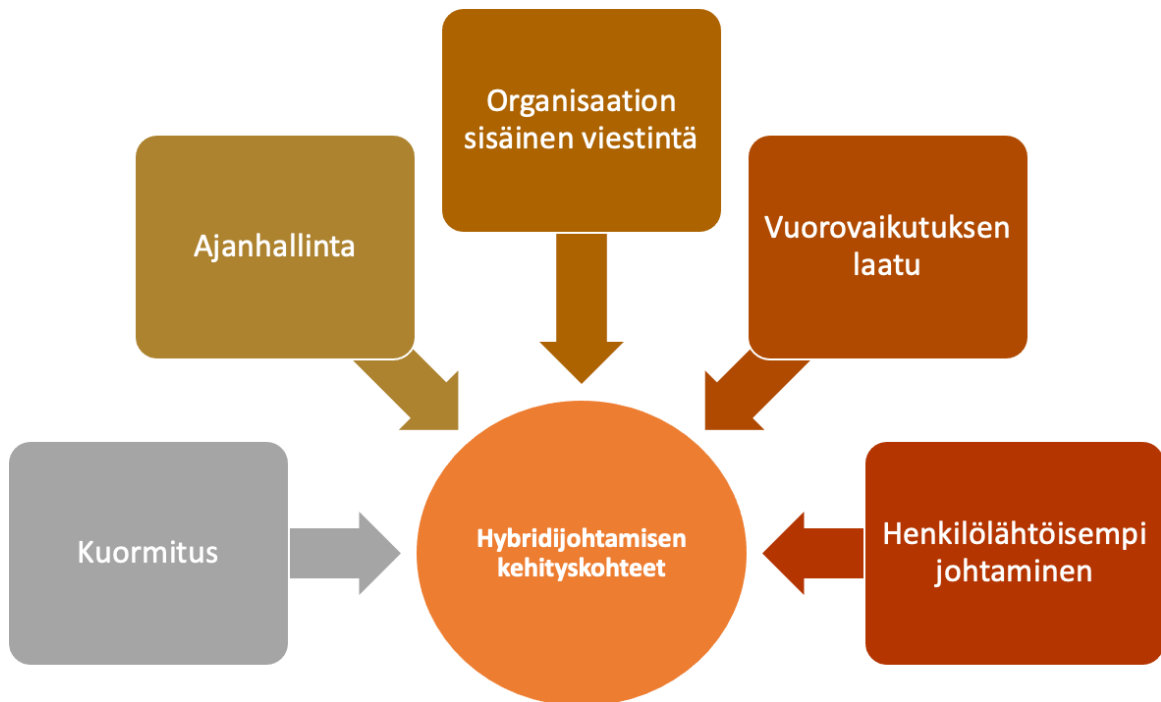 Organisaation
sisäinen viestintä
Ajanhallinta
Vuorovaikutuksen
laatu
Kuormitus
Hybridijohtamisen
kehityskohteet
Henkilölähtöisempi
johtaminen